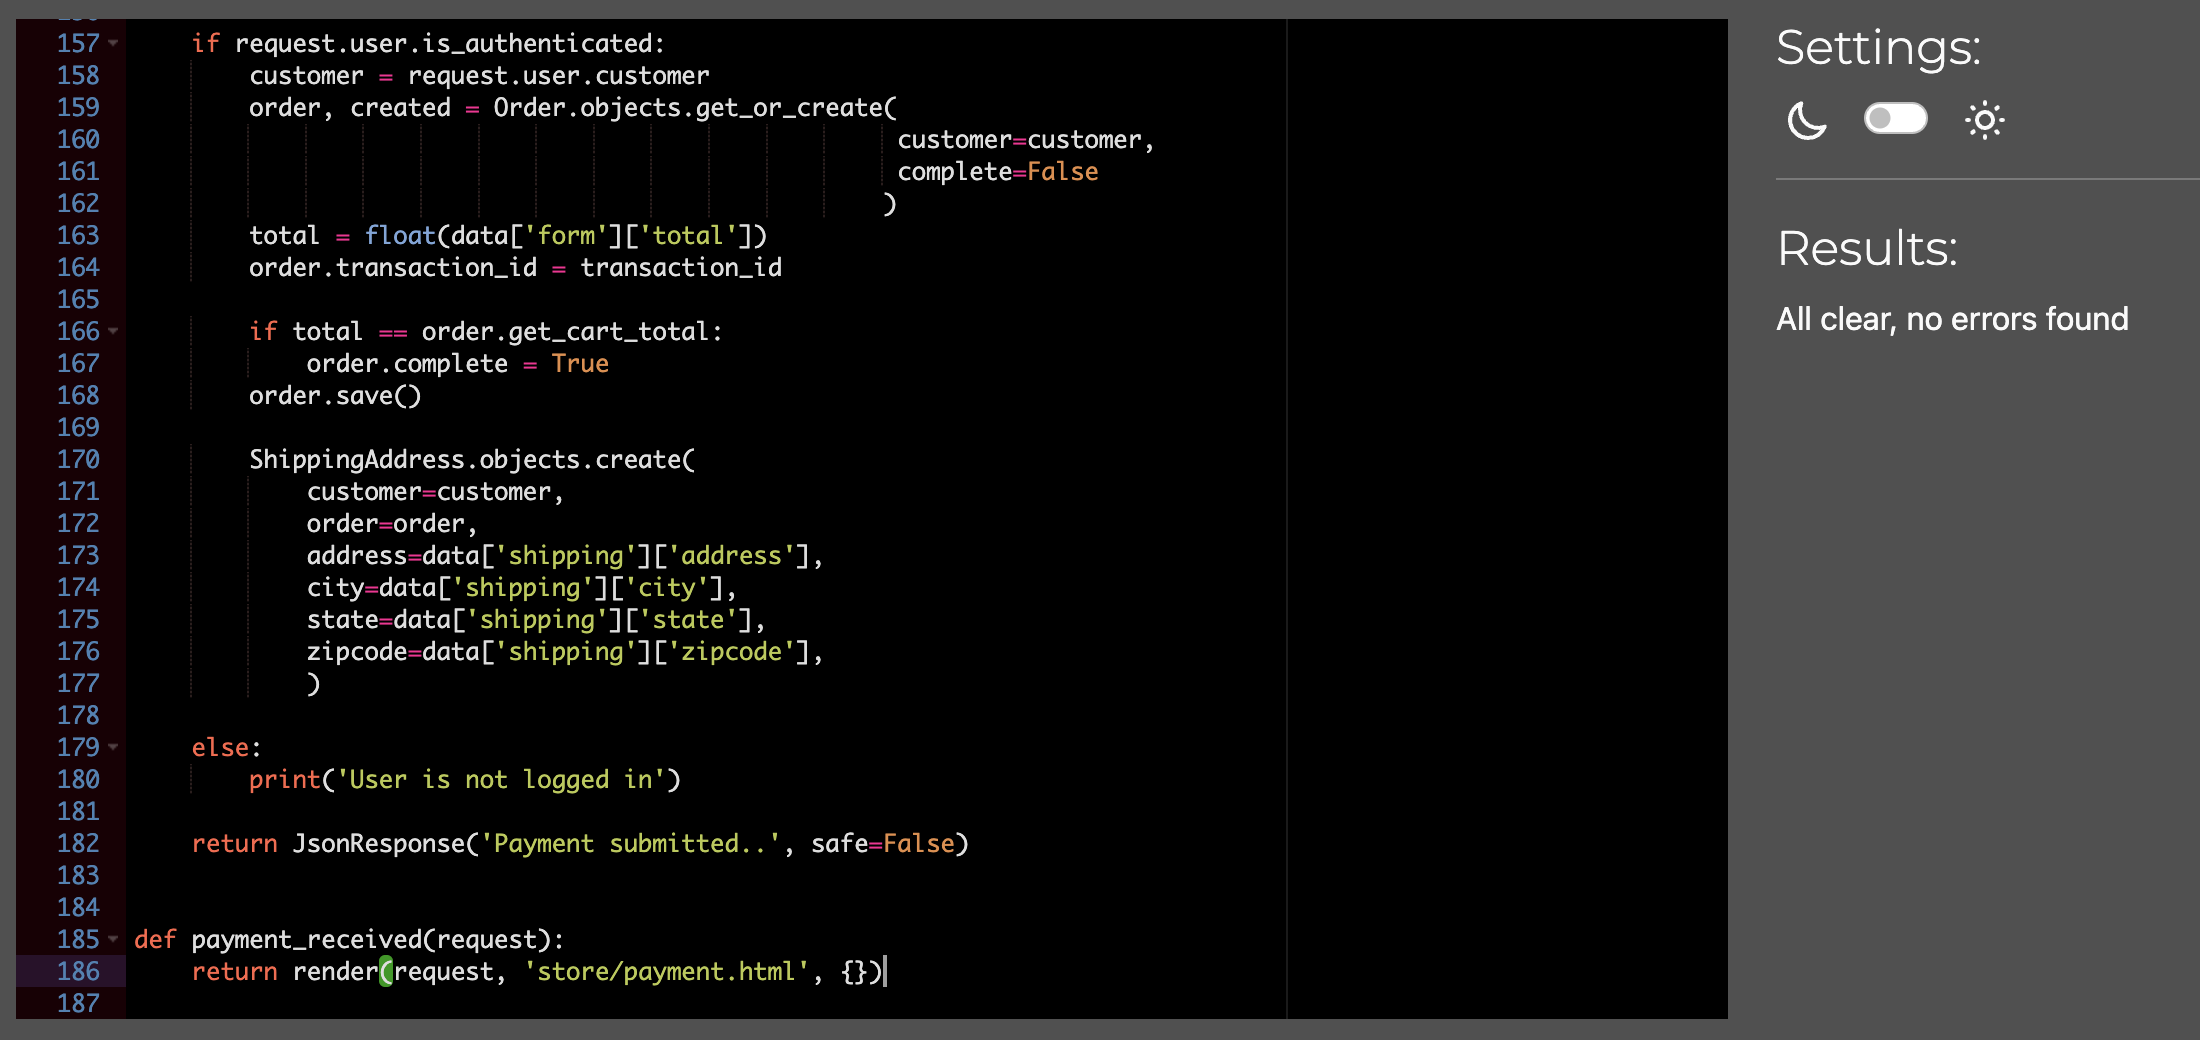 157 if request.user.is_authenticated:
158 customer = request.user.customer
159 order, created = Order.objects.get_or_create(
160 customer=customer,
161 complete=False
162 )
163 total = float(data['form']['total'])
164 order.transaction_id = transaction_id
165
166 if total == order.get_cart_total:
167 order.complete = True
168 order.save()
169
170 ShippingAddress.objects.create(
171 customer=customer,
172 order=order,
173 address=data['shipping']['address'],
174 city=data['shipping']['city'],
175 state=data['shipping']['state'],
176 zipcode=data['shipping']['zipcode'],
177 )
178
179 else:
180 print('User is not logged in')
181
182 return JsonResponse('Payment submitted..', safe=False)
183
184
185 def payment_received(request):
186 return render(request, 'store/payment.html', {})
187
Settings:
Results:
All clear, no errors found